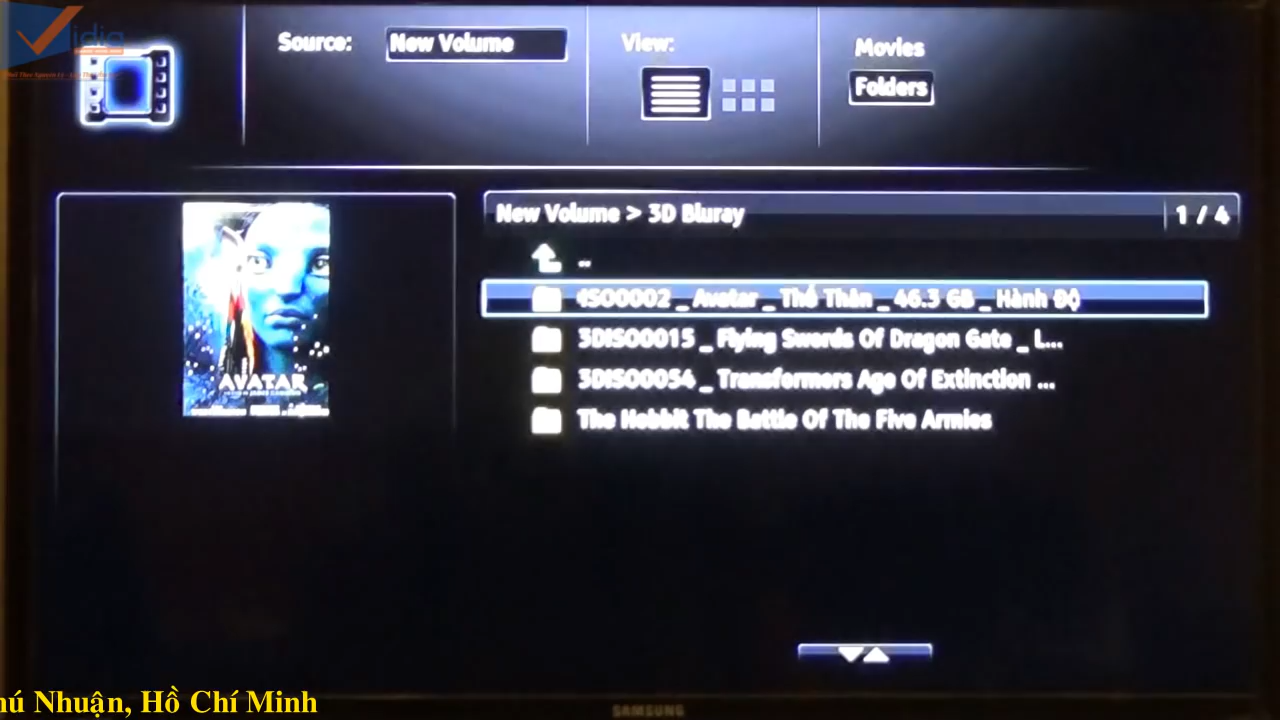 Source:
New Volume
View:
Movies
Folders
New Volume > 3D Bluray
1 / 4
..
ISO0002 _ Avatar _ Thế Thân _ 46.3 GB _ Hành Độ
3DISO0015 _ Flying Swords Of Dragon Gate _ L...
3DISO0054 _ Transformers Age Of Extinction ...
The Hobbit The Battle Of The Five Armies
AVATAR
hú Nhuận, Hồ Chí Minh
SAMSUNG